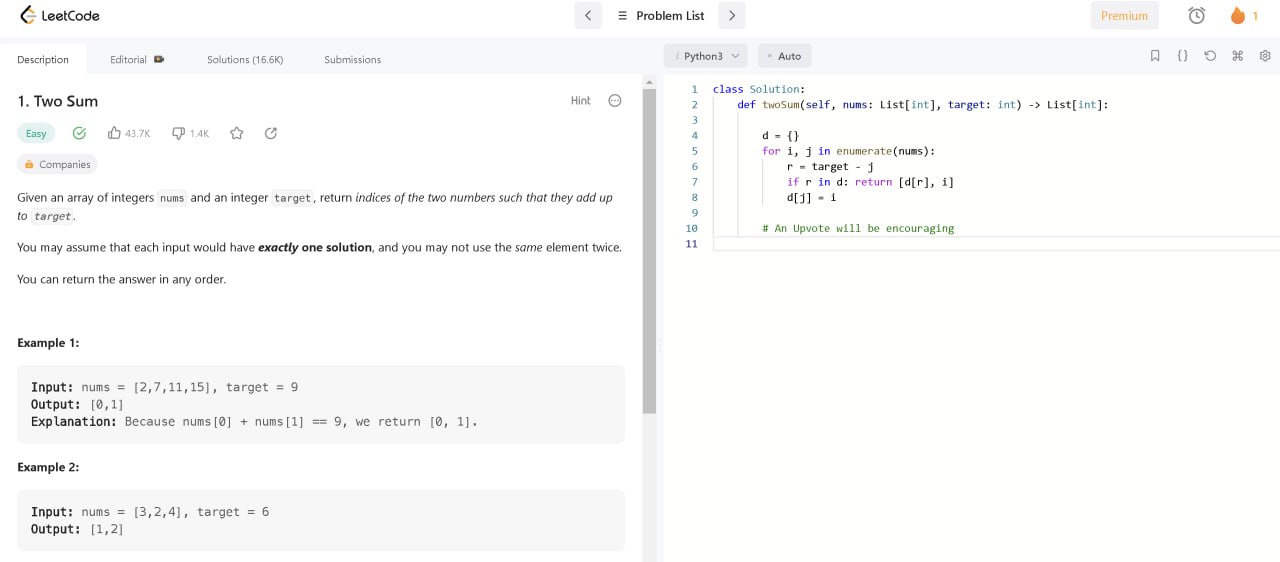 LeetCode
Problem List
Premium
1
Description
Editorial
Solutions (16.6K)
Submissions
1. Two Sum
Hint
Easy
43.7K
1.4K
Companies
Given an array of integers nums and an integer target, return indices of the two numbers such that they add up
to target.
You may assume that each input would have exactly one solution, and you may not use the same element twice.
You can return the answer in any order.
Example 1:
Input: nums = [2,7,11,15], target = 9
Output: [0,1]
Explanation: Because nums[0] + nums[1] == 9, we return [0, 1].
Example 2:
Input: nums = [3,2,4], target = 6
Output: [1,2]
i Python3
Auto
1 class Solution:
2     def twoSum(self, nums: List[int], target: int) -> List[int]:
3
4         d = {}
5         for i, j in enumerate(nums):
6             r = target - j
7             if r in d: return [d[r], i]
8             d[j] = i
9
10         # An Upvote will be encouraging
11